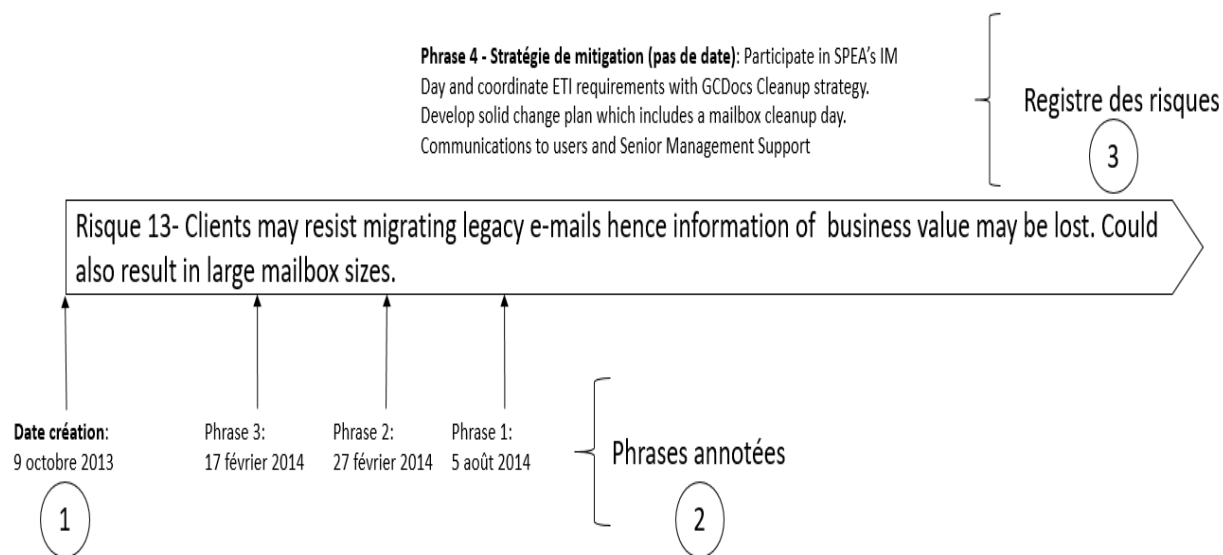 Phrase 4 - Stratégie de mitigation (pas de date): Participate in SPEA's IM
Day and coordinate ETI requirements with GCDocs Cleanup strategy.
Develop solid change plan which includes a mailbox cleanup day.
Communications to users and Senior Management Support
Registre des risques
3
Risque 13- Clients may resist migrating legacy e-mails hence information of business value may be lost. Could
also result in large mailbox sizes.
Date création:
9 octobre 2013
1
Phrase 3:
17 février 2014
Phrase 2:
27 février 2014
Phrase 1:
5 août 2014
Phrases annotées
2